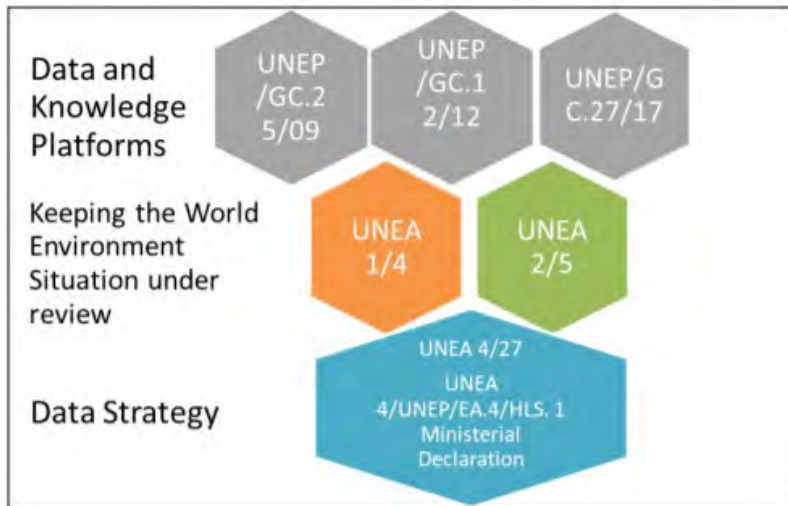 Data and
Knowledge
Platforms
UNEP
/GC.2
5/09
UNEP
/GC.1
2/12
UNEP/G
C.27/17
Keeping the World
Environment
Situation under
review
UNEA
1/4
UNEA
2/5
Data Strategy
UNEA 4/27
UNEA
4/UNEP/EA.4/HLS. 1
Ministerial
Declaration